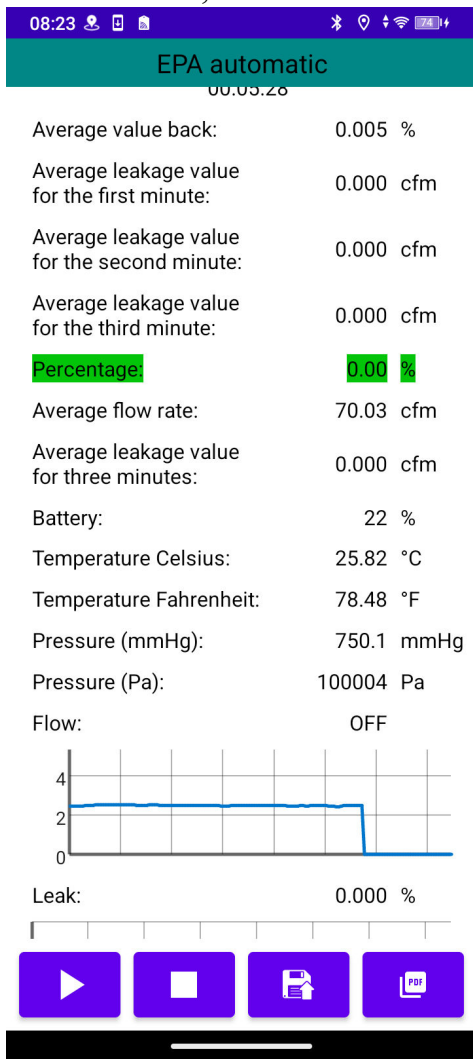 08:23 74
EPA automatic
00:05:28
Average value back: 0.005 %
Average leakage value
for the first minute: 0.000 cfm
Average leakage value
for the second minute: 0.000 cfm
Average leakage value
for the third minute: 0.000 cfm
Percentage: 0.00 %
Average flow rate: 70.03 cfm
Average leakage value
for three minutes: 0.000 cfm
Battery: 22 %
Temperature Celsius: 25.82 °C
Temperature Fahrenheit: 78.48 °F
Pressure (mmHg): 750.1 mmHg
Pressure (Pa): 100004 Pa
Flow: OFF
4
2
0
Leak: 0.000 %
PDF